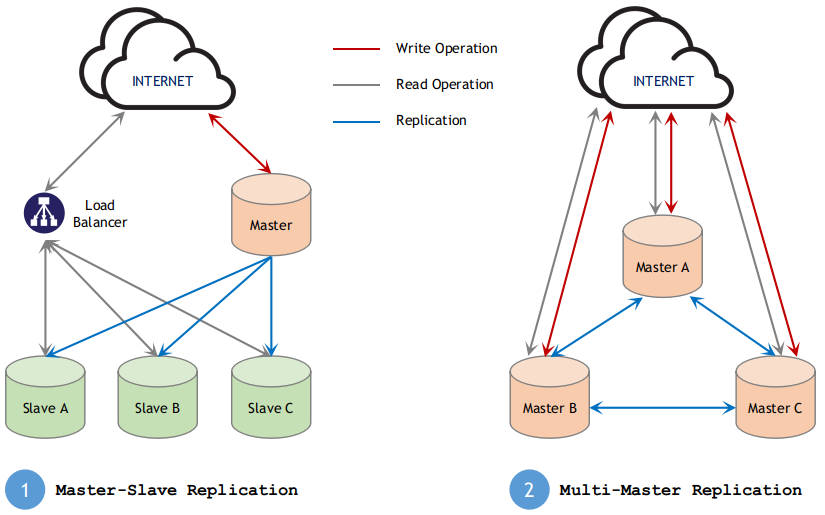 INTERNET
Write Operation
Read Operation
Replication
INTERNET
Load
Balancer
Master
Master A
Slave A
Slave B
Slave C
Master B
Master C
1
Master-Slave Replication
2
Multi-Master Replication